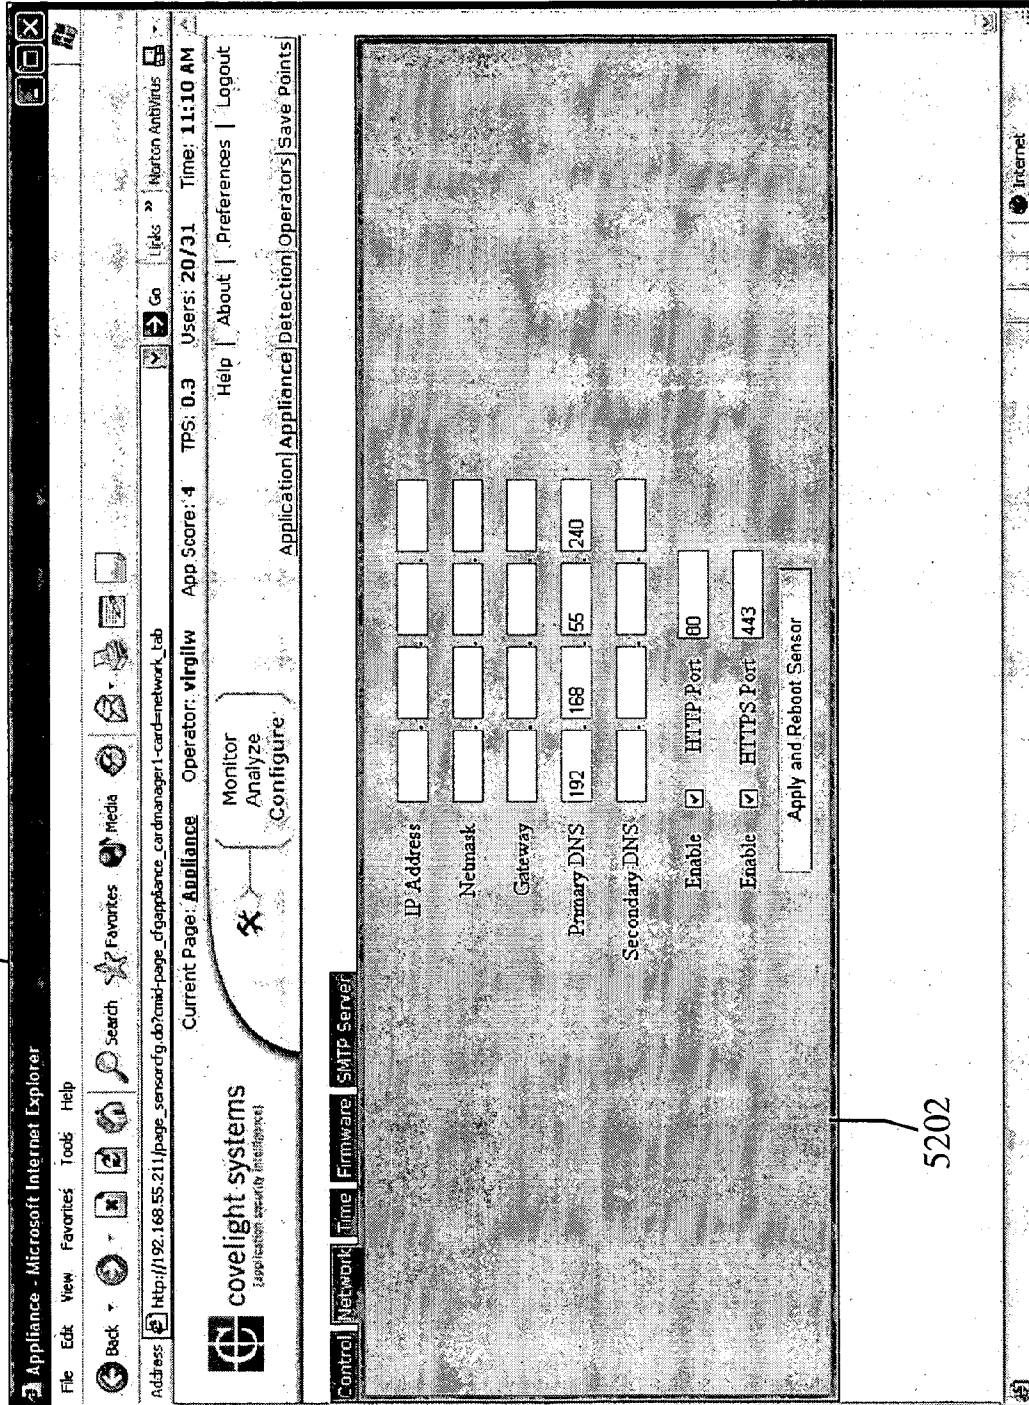 Appliance - Microsoft Internet Explorer
File Edit View Favorites Tools Help
Back Search Favorites Media
Address http://192.168.55.211/page_sensorcfg.do?cmid-page_cfgappliance_cardmanager1-card=network_tab Go Links » Norton AntiVirus
Current Page: Appliance Operator: virgilw App Score: 4 TPS: 0.3 Users: 20/31 Time: 11:10 AM
covelight systems
[application security intelligence]
Monitor
Analyze
Configure
Help | About | Preferences | Logout
Application Appliance Detection Operators Save Points
Control Network Time Firmware SMTP Server
IP Address . . .
Netmask . . .
Gateway . . .
Primary DNS 192 . 168 . 55 . 240
Secondary DNS . . .
Enable HTTP Port 80
Enable HTTPS Port 443
Apply and Reboot Sensor
5202
Internet